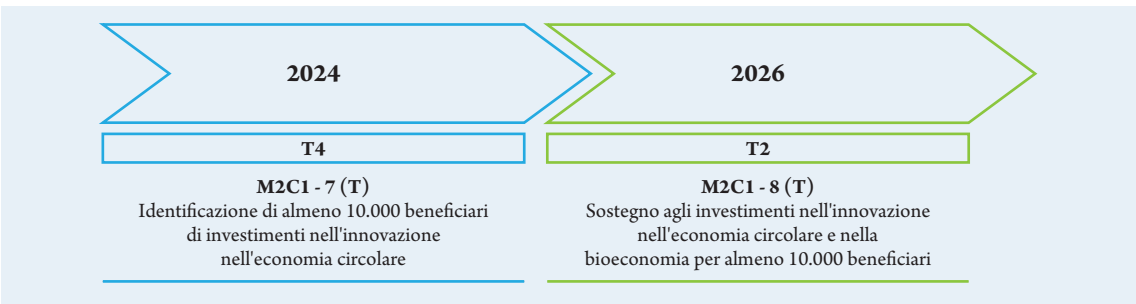 2024
T4
M2C1 - 7 (T)
Identificazione di almeno 10.000 beneficiari
di investimenti nell'innovazione
nell'economia circolare
2026
T2
M2C1 - 8 (T)
Sostegno agli investimenti nell'innovazione
nell'economia circolare e nella
bioeconomia per almeno 10.000 beneficiari